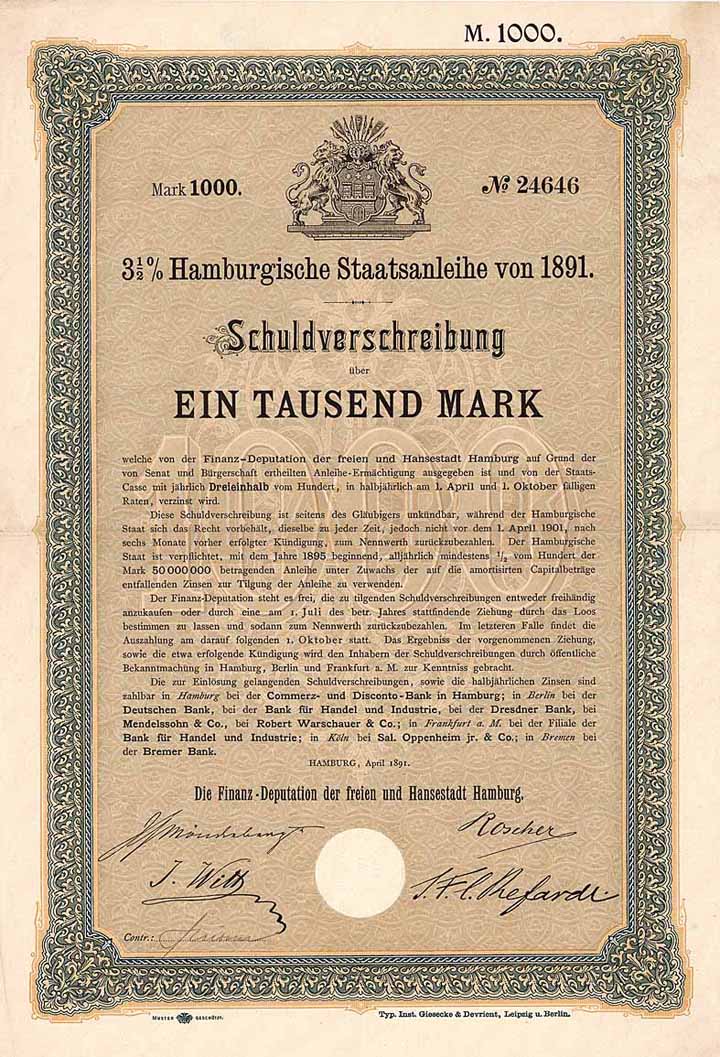 M. 1000.
Mark 1000. № 24646
3½% Hamburgische Staatsanleihe von 1891.
Schuldverschreibung
über
EIN TAUSEND MARK
1000
welche von der Finanz-Deputation der freien und Hansestadt Hamburg auf Grund der
von Senat und Bürgerschaft ertheilten Anleihe-Ermächtigung ausgegeben ist und von der Staats-
Casse mit jährlich Dreieinhalb vom Hundert, in halbjährlich am 1. April und 1. Oktober fälligen
Raten, verzinst wird.
Diese Schuldverschreibung ist seitens des Gläubigers unkündbar, während der Hamburgische
Staat sich das Recht vorbehält, dieselbe zu jeder Zeit, jedoch nicht vor dem 1. April 1901, nach
sechs Monate vorher erfolgter Kündigung, zum Nennwerth zurückzubezahlen. Der Hamburgische
Staat ist verpflichtet, mit dem Jahre 1895 beginnend, alljährlich mindestens ½ vom Hundert der
Mark 50 000 000 betragenden Anleihe unter Zuwachs der auf die amortisirten Capitalbeträge
entfallenden Zinsen zur Tilgung der Anleihe zu verwenden.
Der Finanz-Deputation steht es frei, die zu tilgenden Schuldverschreibungen entweder freihändig
anzukaufen oder durch eine am 1. Juli des betr. Jahres stattfindende Ziehung durch das Loos
bestimmen zu lassen und sodann zum Nennwerth zurückzubezahlen. Im letzteren Falle findet die
Auszahlung am darauf folgenden 1. Oktober statt. Das Ergebniss der vorgenommenen Ziehung,
sowie die etwa erfolgende Kündigung wird den Inhabern der Schuldverschreibungen durch öffentliche
Bekanntmachung in Hamburg, Berlin und Frankfurt a. M. zur Kenntniss gebracht.
Die zur Einlösung gelangenden Schuldverschreibungen, sowie die halbjährlichen Zinsen sind
zahlbar in Hamburg bei der Commerz- und Disconto-Bank in Hamburg; in Berlin bei der
Deutschen Bank, bei der Bank für Handel und Industrie, bei der Dresdner Bank, bei
Mendelssohn & Co., bei Robert Warschauer & Co.; in Frankfurt a. M. bei der Filiale der
Bank für Handel und Industrie; in Köln bei Sal. Oppenheim jr. & Co.; in Bremen bei
der Bremer Bank.
HAMBURG, April 1891.
Die Finanz-Deputation der freien und Hansestadt Hamburg.
Roscher
J. Witt
J. F. C. Refardt
Contr.:
MUSTER GESCHÜTZT.
Typ. Inst. Giesecke & Devrient, Leipzig u. Berlin.